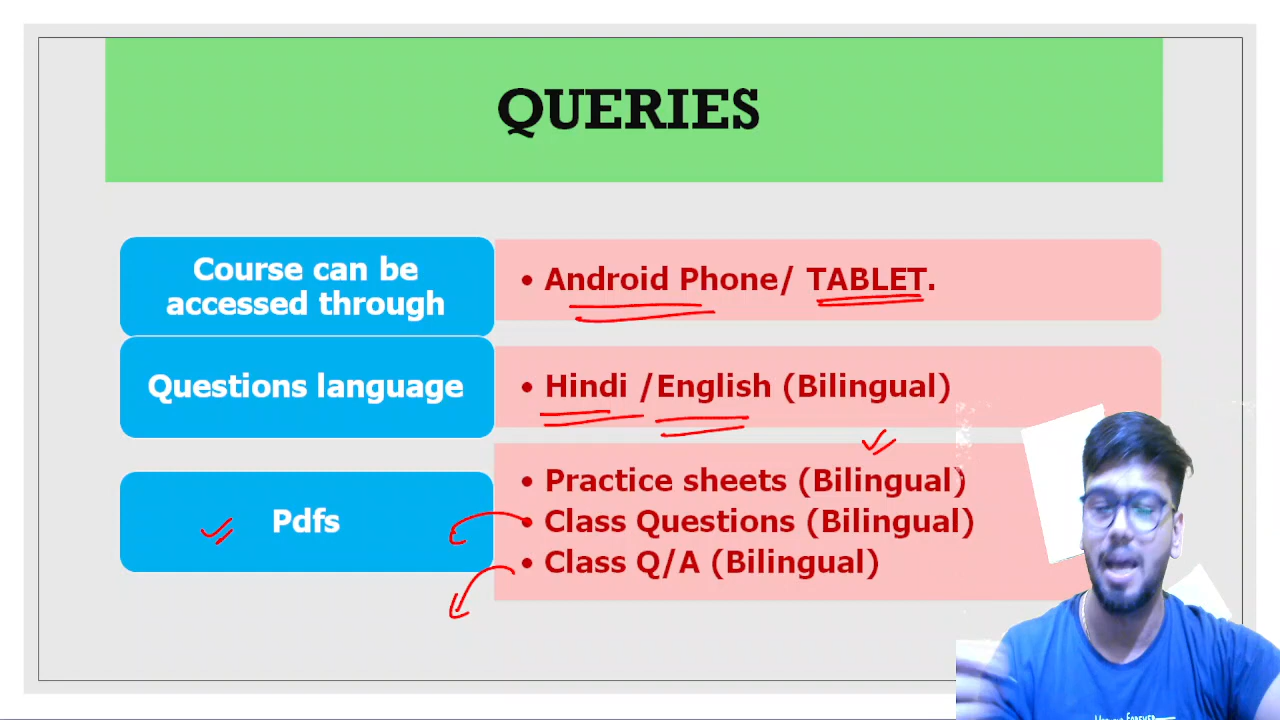 QUERIES
Course can be
accessed through
• Android Phone/ TABLET.
Questions language
• Hindi /English (Bilingual)
Pdfs
• Practice sheets (Bilingual)
• Class Questions (Bilingual)
• Class Q/A (Bilingual)